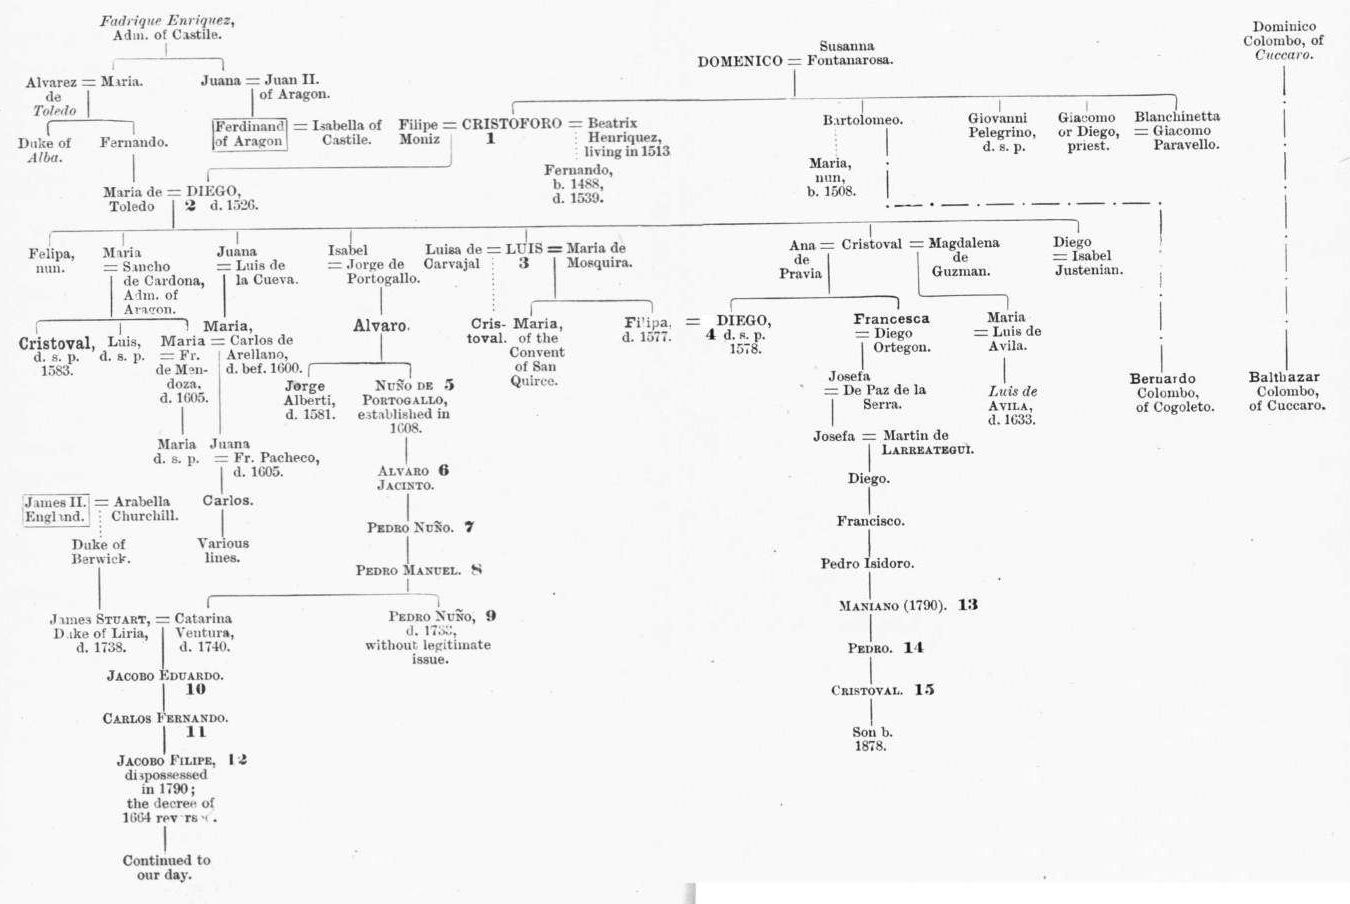 Fadrique Enriquez,
Adm. of Castile.
Alvarez = Maria.
de
Toledo
Juana = Juan II.
of Aragon.
Duke of
Alba.
Fernando.
Ferdinand
of Aragon
= Isabella of
Castile.
DOMENICO =
Susanna
Fontanarosa.
Dominico
Colombo, of
Cuccaro.
Filipe = CRISTOFORO = Beatrix
Moniz
1
Henriquez,
living in 1513
Fernando,
b. 1488,
d. 1539.
Bartolomeo.
Maria,
nun,
b. 1508.
Giovanni
Pelegrino,
d. s. p.
Giacomo
or Diego,
priest.
Blanchinetta
= Giacomo
Paravello.
Maria de = DIEGO,
Toledo 2 d. 1526.
Felipa,
nun.
Maria
= Sancho
de Cardona,
Adm. of
Aragon.
Juana
= Luis de
la Cueva.
Isabel
= Jorge de
Portogallo.
Luisa de = LUIS = Maria de
Carvajal 3 Mosquira.
Ana = Cristoval = Magdalena
de
Pravia
de
Guzman.
Diego
= Isabel
Justenian.
Cristoval,
d. s. p.
1583.
Luis,
d. s. p.
Maria
= Fr.
de Men-
doza,
d. 1605.
Maria,
= Carlos de
Arellano,
d. bef. 1600.
Alvaro.
Cris-
toval.
Maria,
of the
Convent
of San
Quirce.
Filipa,
d. 1577.
= DIEGO,
4 d. s. p.
1578.
Francesca
= Diego
Ortegon.
Maria
= Luis de
Avila.
Jorge
Alberti,
d. 1581.
NUÑO DE 5
PORTOGALLO,
established in
1608.
Josefa
= De Paz de la
Serra.
Luis de
AVILA,
d. 1633.
Bernardo
Colombo,
of Cogoleto.
Balthazar
Colombo,
of Cuccaro.
Maria
d. s. p.
Juana
= Fr. Pacheco,
d. 1605.
ALVARO 6
JACINTO.
Josefa = Martin de
LARREATEGUI.
James II.
England.
= Arabella
Churchill.
Carlos.
Diego.
PEDRO NUÑO. 7
Francisco.
Duke of
Berwick.
Various
lines.
PEDRO MANUEL. 8
Pedro Isidoro.
James STUART, = Catarina
Duke of Liria,
d. 1738.
Ventura,
d. 1740.
PEDRO NUÑO, 9
d. 1733,
without legitimate
issue.
MANIANO (1790). 13
PEDRO. 14
JACOBO EDUARDO.
10
CRISTOVAL. 15
CARLOS FERNANDO.
11
Son b.
1878.
JACOBO FILIPE, 12
dispossessed
in 1790;
the decree of
1664
Continued to
our day.